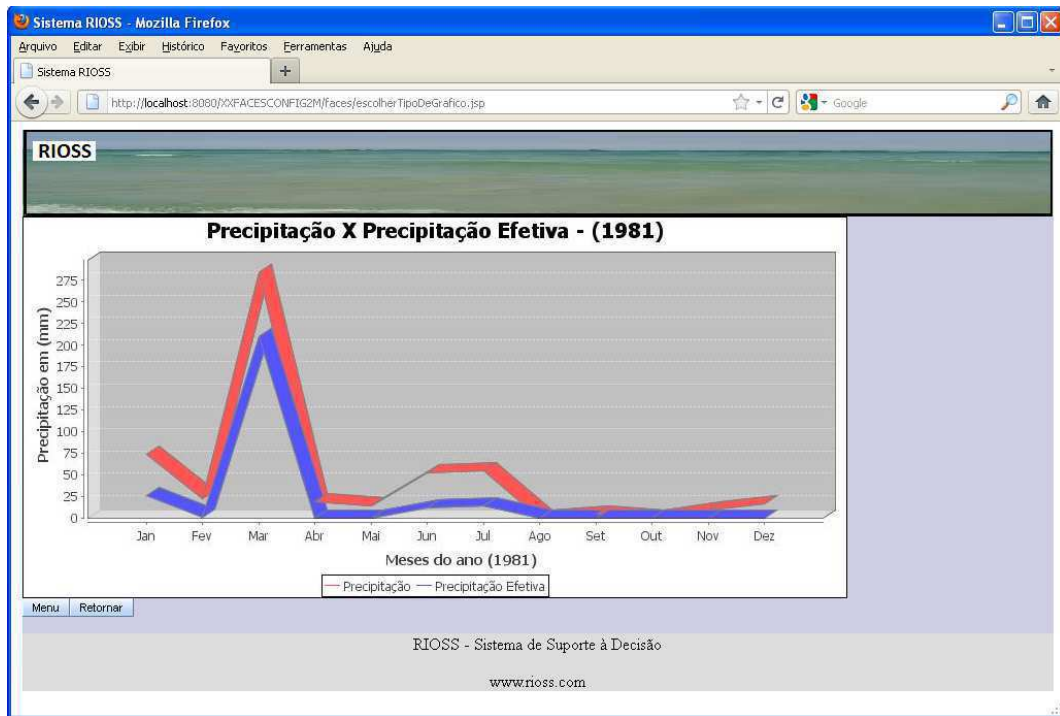 Sistema RIOSS - Mozilla Firefox
Arquivo Editar Exibir Histórico Favoritos Ferramentas Ajuda
Sistema RIOSS
http://localhost:8080/XXFACESCONFIG2M/faces/escolherTipoDeGrafico.jsp
Google
RIOSS
Precipitação X Precipitação Efetiva - (1981)
Precipitação em (mm)
275
250
225
200
175
150
125
100
75
50
25
0
Jan Fev Mar Abr Mai Jun Jul Ago Set Out Nov Dez
Meses do ano (1981)
Precipitação Precipitação Efetiva
Menu Retornar
RIOSS - Sistema de Suporte à Decisão
www.rioss.com